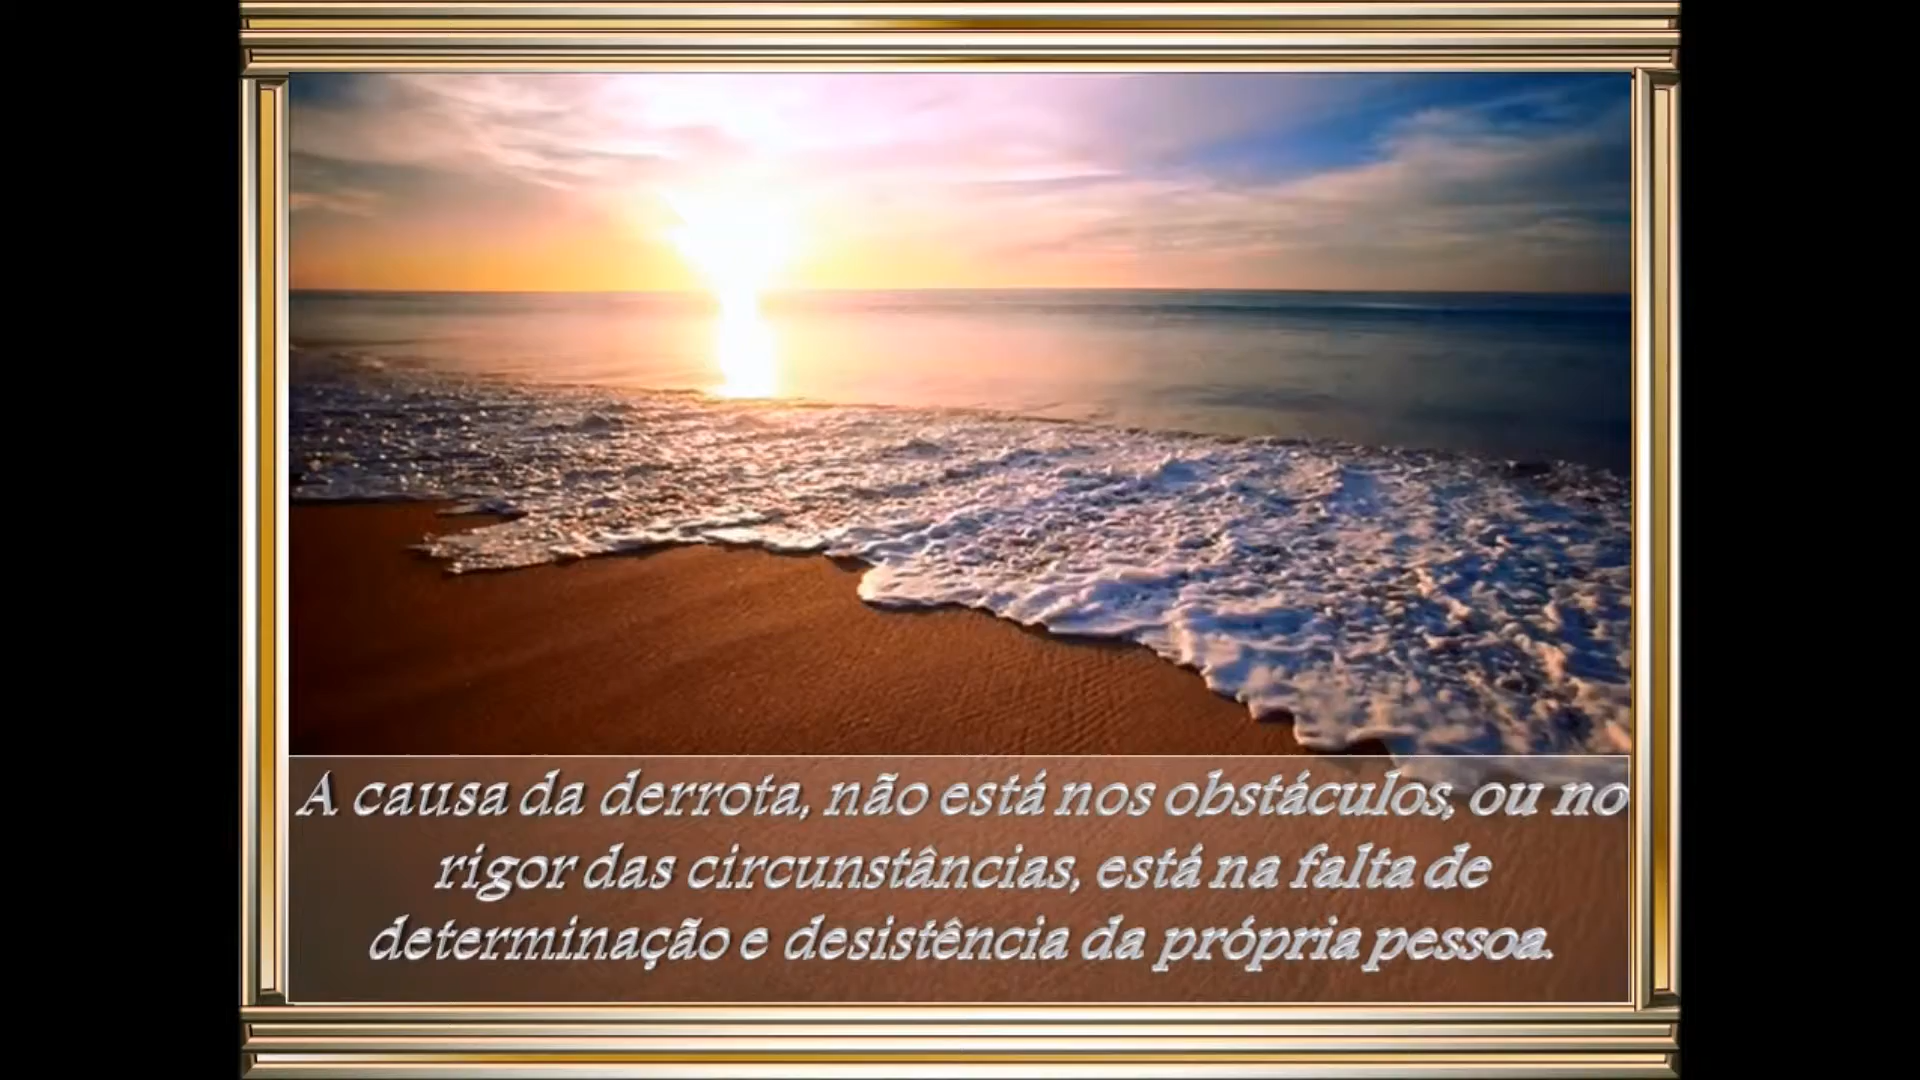 A causa da derrota, não está nos obstáculos, ou no
rigor das circunstâncias, está na falta de
determinação e desistência da própria pessoa.